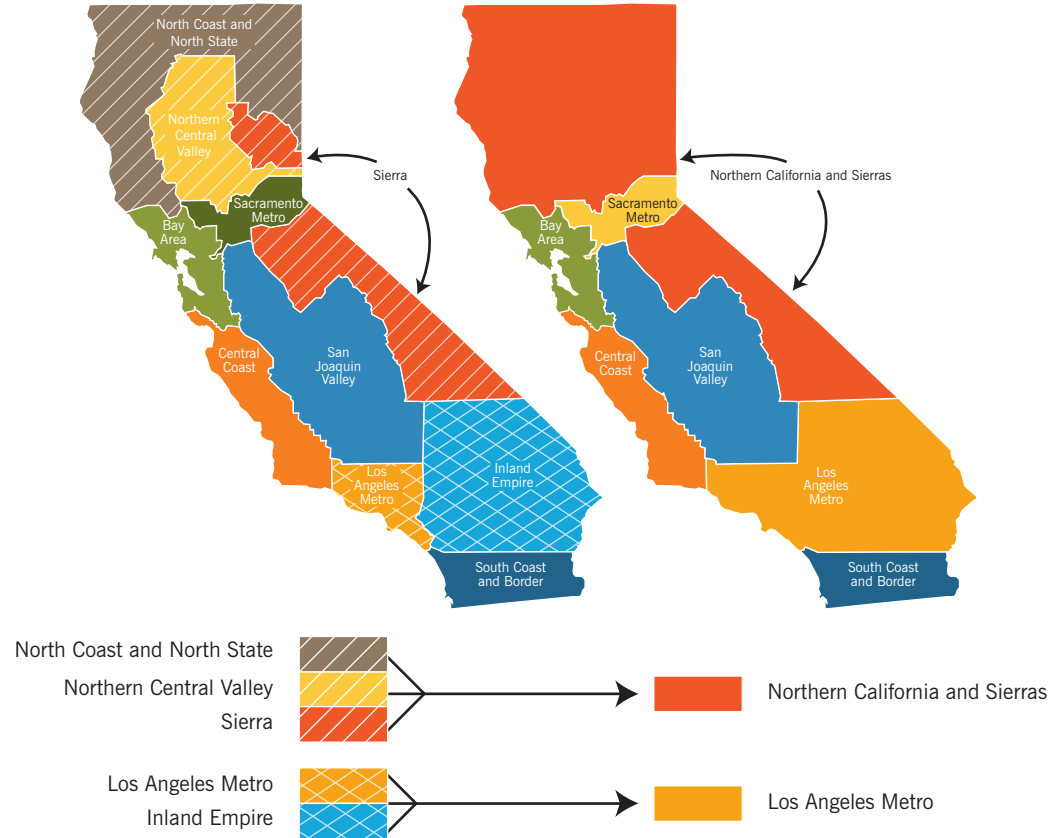 North Coast and
North State
Northern
Central
Valley
Sierra
Sacramento
Metro
Bay
Area
Central
Coast
San
Joaquin
Valley
Los
Angeles
Metro
Inland
Empire
South Coast
and Border
Northern California and Sierras
Sacramento
Metro
Bay
Area
Central
Coast
San
Joaquin
Valley
Los
Angeles
Metro
South Coast
and Border
North Coast and North State
Northern Central Valley
Sierra
Northern California and Sierras
Los Angeles Metro
Inland Empire
Los Angeles Metro